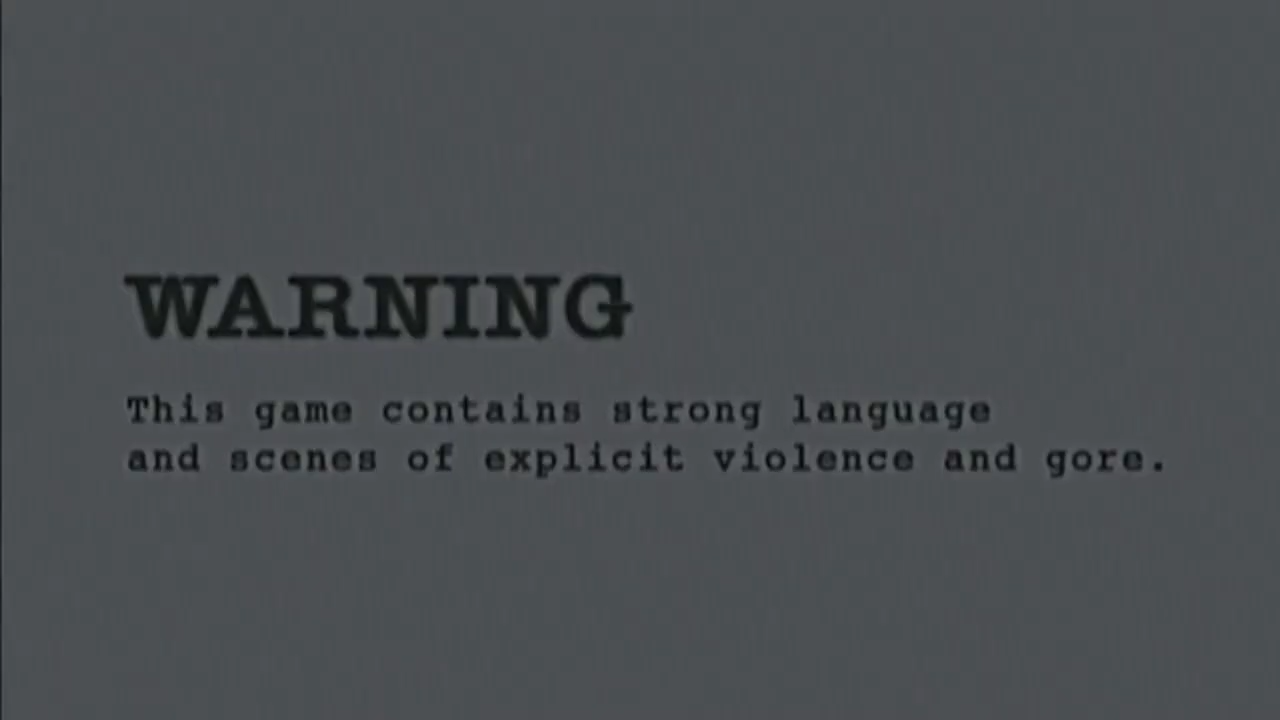 WARNING
This game contains strong language
and scenes of explicit violence and gore.